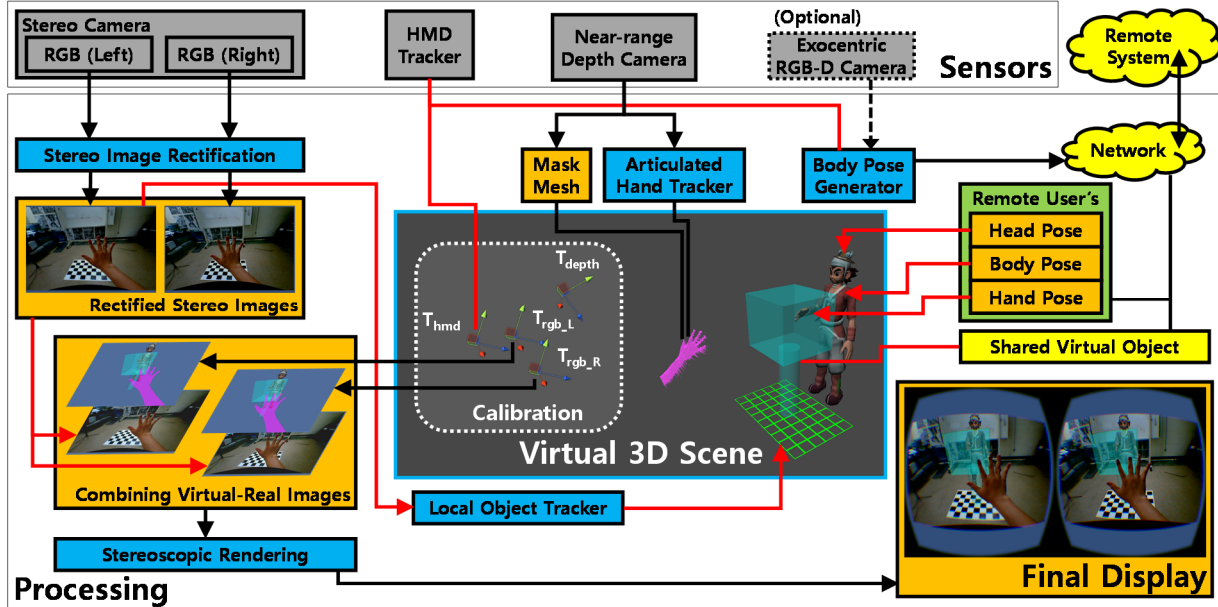 Stereo Camera
RGB (Left)
RGB (Right)
HMD
Tracker
Near-range
Depth Camera
(Optional)
Exocentric
RGB-D Camera
Sensors
Remote
System
Network
Stereo Image Rectification
Mask
Mesh
Articulated
Hand Tracker
Body Pose
Generator
Remote User's
Head Pose
Body Pose
Hand Pose
Rectified Stereo Images
T_depth
T_hmd
T_rgb_L
T_rgb_R
Calibration
Virtual 3D Scene
Shared Virtual Object
Combining Virtual-Real Images
Local Object Tracker
Stereoscopic Rendering
Final Display
Processing